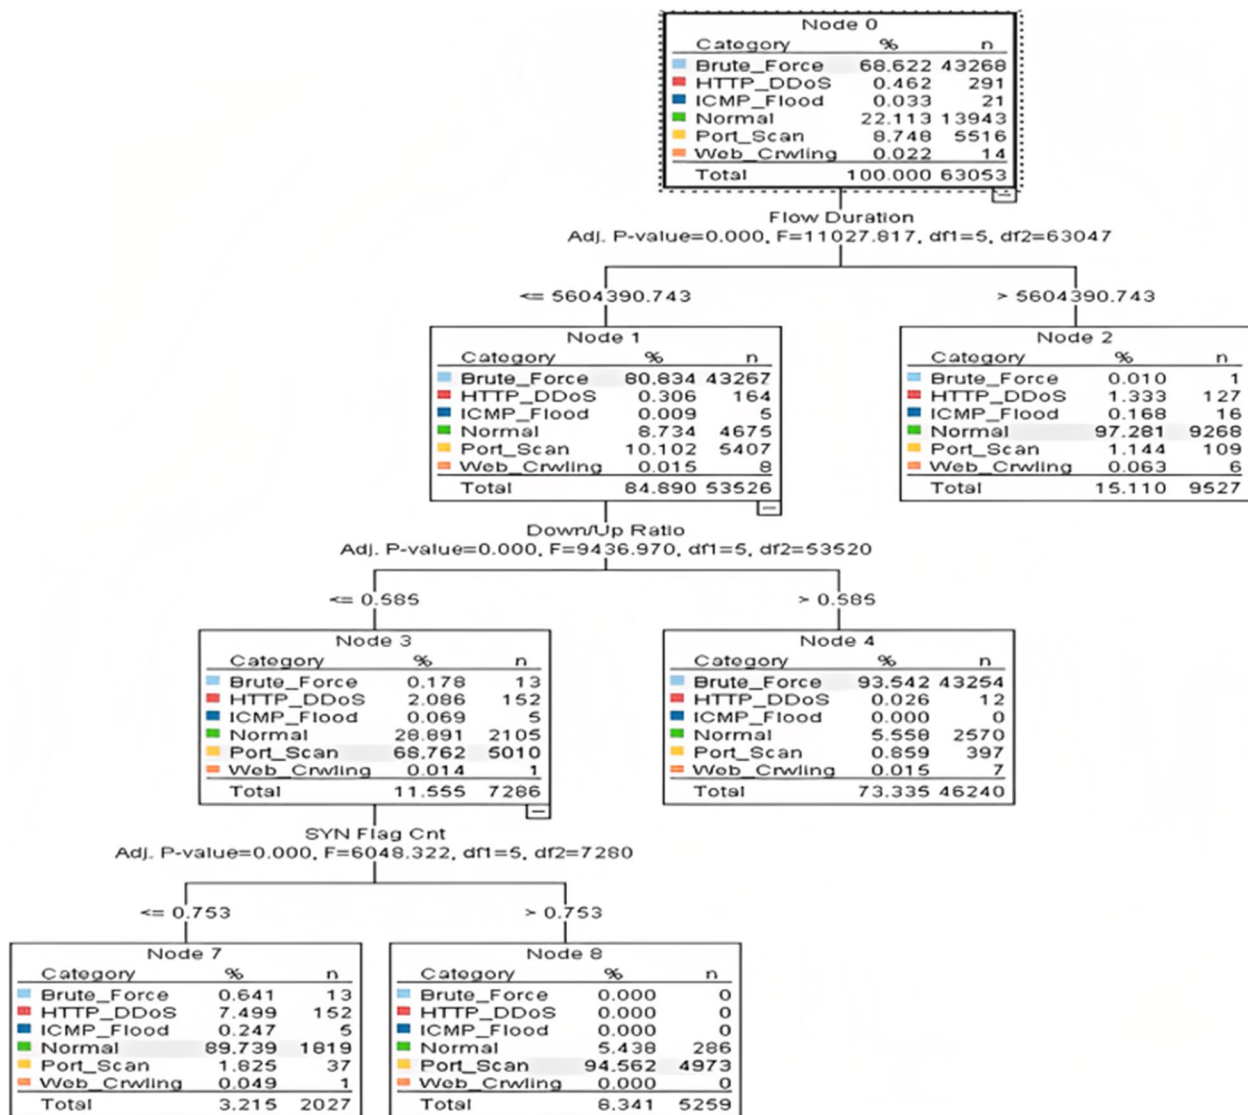 Node 0
Category % n
Brute_Force 68.622 43268
HTTP_DDoS 0.462 291
ICMP_Flood 0.033 21
Normal 22.113 13943
Port_Scan 8.748 5516
Web_Crwling 0.022 14
Total 100.000 63053
Flow Duration
Adj. P-value=0.000, F=11027.817, df1=5, df2=63047
<= 5604390.743
> 5604390.743
Node 1
Category % n
Brute_Force 80.834 43267
HTTP_DDoS 0.306 164
ICMP_Flood 0.009 5
Normal 8.734 4675
Port_Scan 10.102 5407
Web_Crwling 0.015 8
Total 84.890 53526
Node 2
Category % n
Brute_Force 0.010 1
HTTP_DDoS 1.333 127
ICMP_Flood 0.168 16
Normal 97.281 9268
Port_Scan 1.144 109
Web_Crwling 0.063 6
Total 15.110 9527
Down/Up Ratio
Adj. P-value=0.000, F=9436.970, df1=5, df2=53520
<= 0.585
> 0.585
Node 3
Category % n
Brute_Force 0.178 13
HTTP_DDoS 2.086 152
ICMP_Flood 0.069 5
Normal 28.891 2105
Port_Scan 68.762 5010
Web_Crwling 0.014 1
Total 11.555 7286
Node 4
Category % n
Brute_Force 93.542 43254
HTTP_DDoS 0.026 12
ICMP_Flood 0.000 0
Normal 5.558 2570
Port_Scan 0.859 397
Web_Crwling 0.015 7
Total 73.335 46240
SYN Flag Cnt
Adj. P-value=0.000, F=6048.322, df1=5, df2=7280
<= 0.753
> 0.753
Node 7
Category % n
Brute_Force 0.641 13
HTTP_DDoS 7.499 152
ICMP_Flood 0.247 5
Normal 89.739 1819
Port_Scan 1.825 37
Web_Crwling 0.049 1
Total 3.215 2027
Node 8
Category % n
Brute_Force 0.000 0
HTTP_DDoS 0.000 0
ICMP_Flood 0.000 0
Normal 5.438 286
Port_Scan 94.562 4973
Web_Crwling 0.000 0
Total 8.341 5259